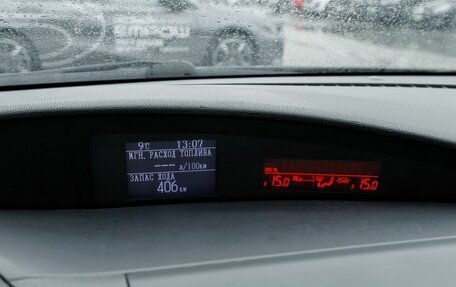 9°C 13:07
МГН. РАСХОД ТОПЛИВА
--- л/100км
ЗАПАС ХОДА
406 км
15.0 15.0